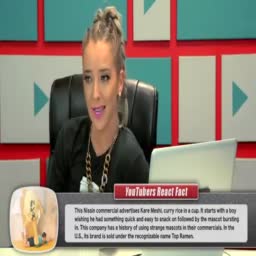 YouTubers React Fact
This Nissin commercial advertises Kare Meshi, curry rice in a cup. It starts with a boy
wishing he had something quick and easy to snack on followed by the mascot bursting
in. This company has a history of using strange mascots in their commercials. In the
U.S., its brand is sold under the recognizable name Top Ramen.